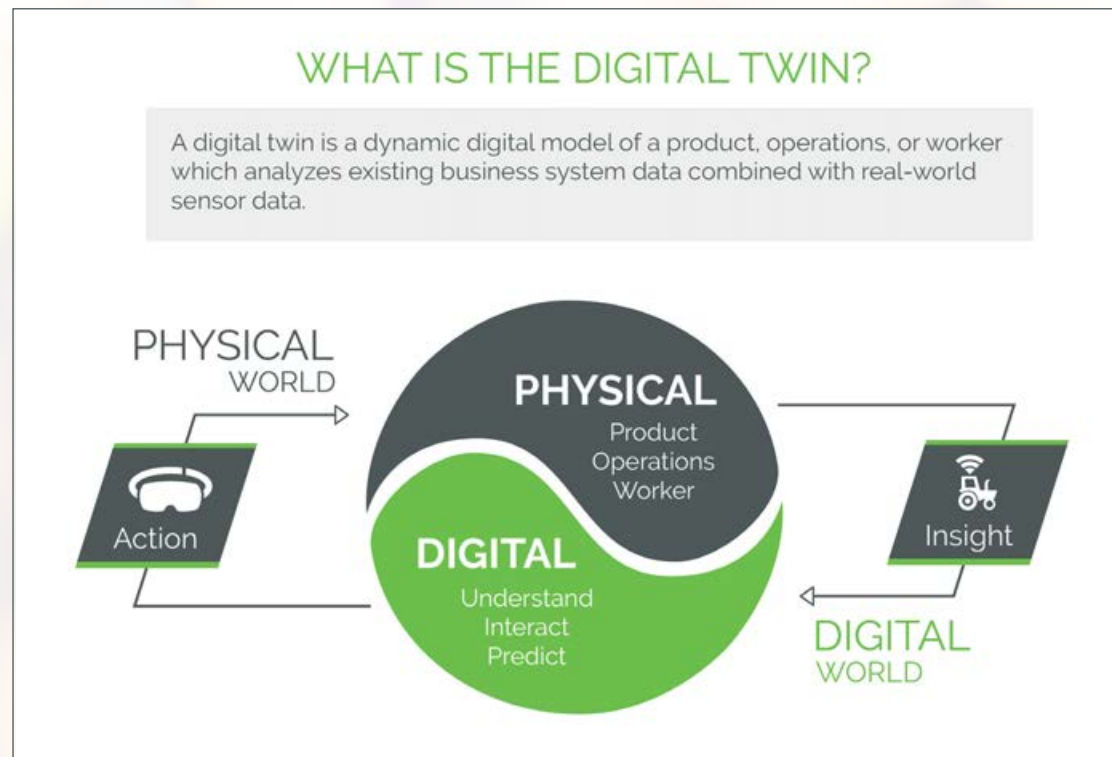 WHAT IS THE DIGITAL TWIN?
A digital twin is a dynamic digital model of a product, operations, or worker
which analyzes existing business system data combined with real-world
sensor data.
PHYSICAL
WORLD
Action
PHYSICAL
Product
Operations
Worker
DIGITAL
Understand
Interact
Predict
Insight
DIGITAL
WORLD